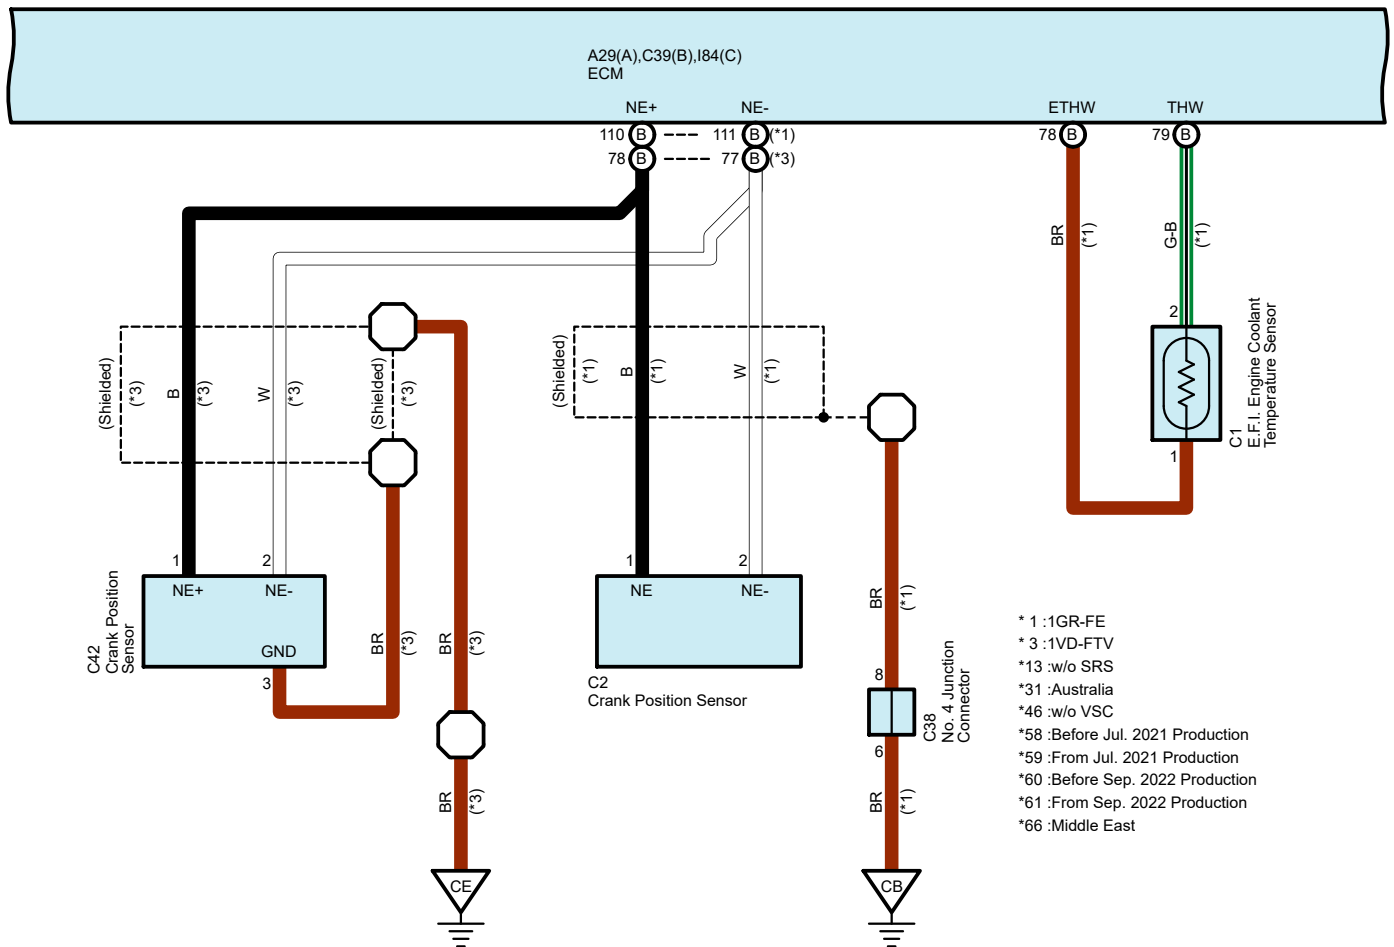 A29(A),C39(B),I84(C)
ECM
NE+
NE-
ETHW
THW
110
B
111
B
(*1)
78
B
77
B
(*3)
78
B
79
B
BR
(*1)
G-B
(*1)
(Shielded)
(*3)
B
(*3)
W
(*3)
(Shielded)
(*3)
(Shielded)
(*1)
B
(*1)
W
(*1)
2
1
C1
E.F.I. Engine Coolant
Temperature Sensor
1
2
NE+
NE-
GND
3
C42
Crank Position
Sensor
BR
(*3)
BR
(*3)
1
2
NE
NE-
C2
Crank Position Sensor
BR
(*1)
8
C38
No. 4 Junction
Connector
6
BR
(*3)
BR
(*1)
CE
CB
* 1 :1GR-FE
* 3 :1VD-FTV
*13 :w/o SRS
*31 :Australia
*46 :w/o VSC
*58 :Before Jul. 2021 Production
*59 :From Jul. 2021 Production
*60 :Before Sep. 2022 Production
*61 :From Sep. 2022 Production
*66 :Middle East